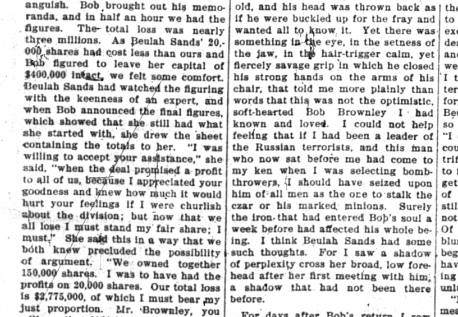 anguish. Bob brought out his memo-
randa, and in half an hour we had the
figures. The total loss was nearly
three millions. As Beulah Sands' 20,-
000 shares had cost less than ours and
Bob figured to leave her capital of
$400,000 intact, we felt some comfort.
Beulah Sands had watched the figuring
with the keenness of an expert, and
when Bob announced the final figures,
which showed that she still had what
she started with, she drew the sheet
containing the totals to her. "I was
willing to accept your assistance," she
said, "when the deal promised a profit
to all of us, because I appreciated your
goodness and knew how much it would
hurt your feelings if I were churlish
about the division; but now that we
all lose I must stand my fair share; I
must." She said this in a way that we
both knew precluded the possibility
of argument. "We owned together
150,000 shares. I was to have had the
profits on 20,000 shares. Our total loss
is $2,775,000, of which I must bear my
just proportion. Mr. Brownley, you
old, and his head was thrown back as
if he were buckled up for the fray and
wanted all to know it. Yet there was
something in the eye, in the setness of
the jaw, in the hair-trigger calm, yet
fiercely savage grip in which he closed
his strong hands on the arms of his
chair, that told me more plainly than
words that this was not the optimistic,
soft-hearted Bob Brownley I had
known and loved. I could not help
feeling that if I had been a leader of
the Russian terrorists, and this man
who now sat before me had come to
my ken when I was selecting bomb-
throwers, I should have seized upon
him of all men as the one to stalk the
czar or his marked minions. Surely
the iron that had entered Bob's soul a
week before had affected his whole be-
ing. I think Beulah Sands had some
such thoughts. For I saw a shadow
of perplexity cross her broad, low fore-
head after her first meeting with him;
a shadow that had not been there
before.
For days after Bob's return I